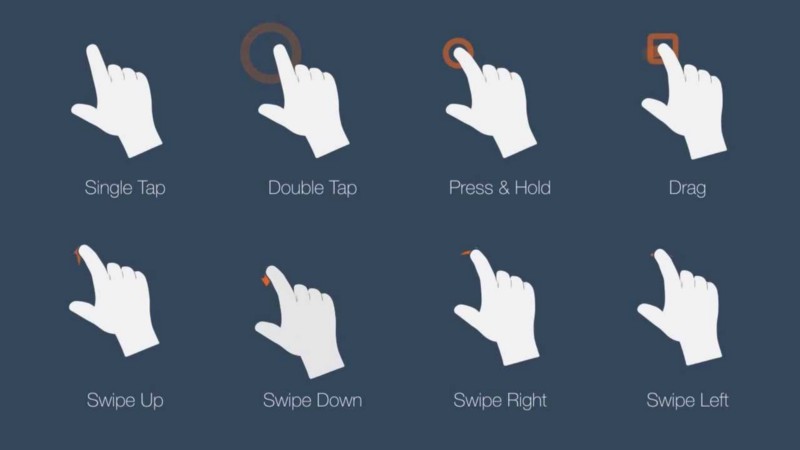 Single Tap
Double Tap
Press & Hold
Drag
Swipe Up
Swipe Down
Swipe Right
Swipe Left